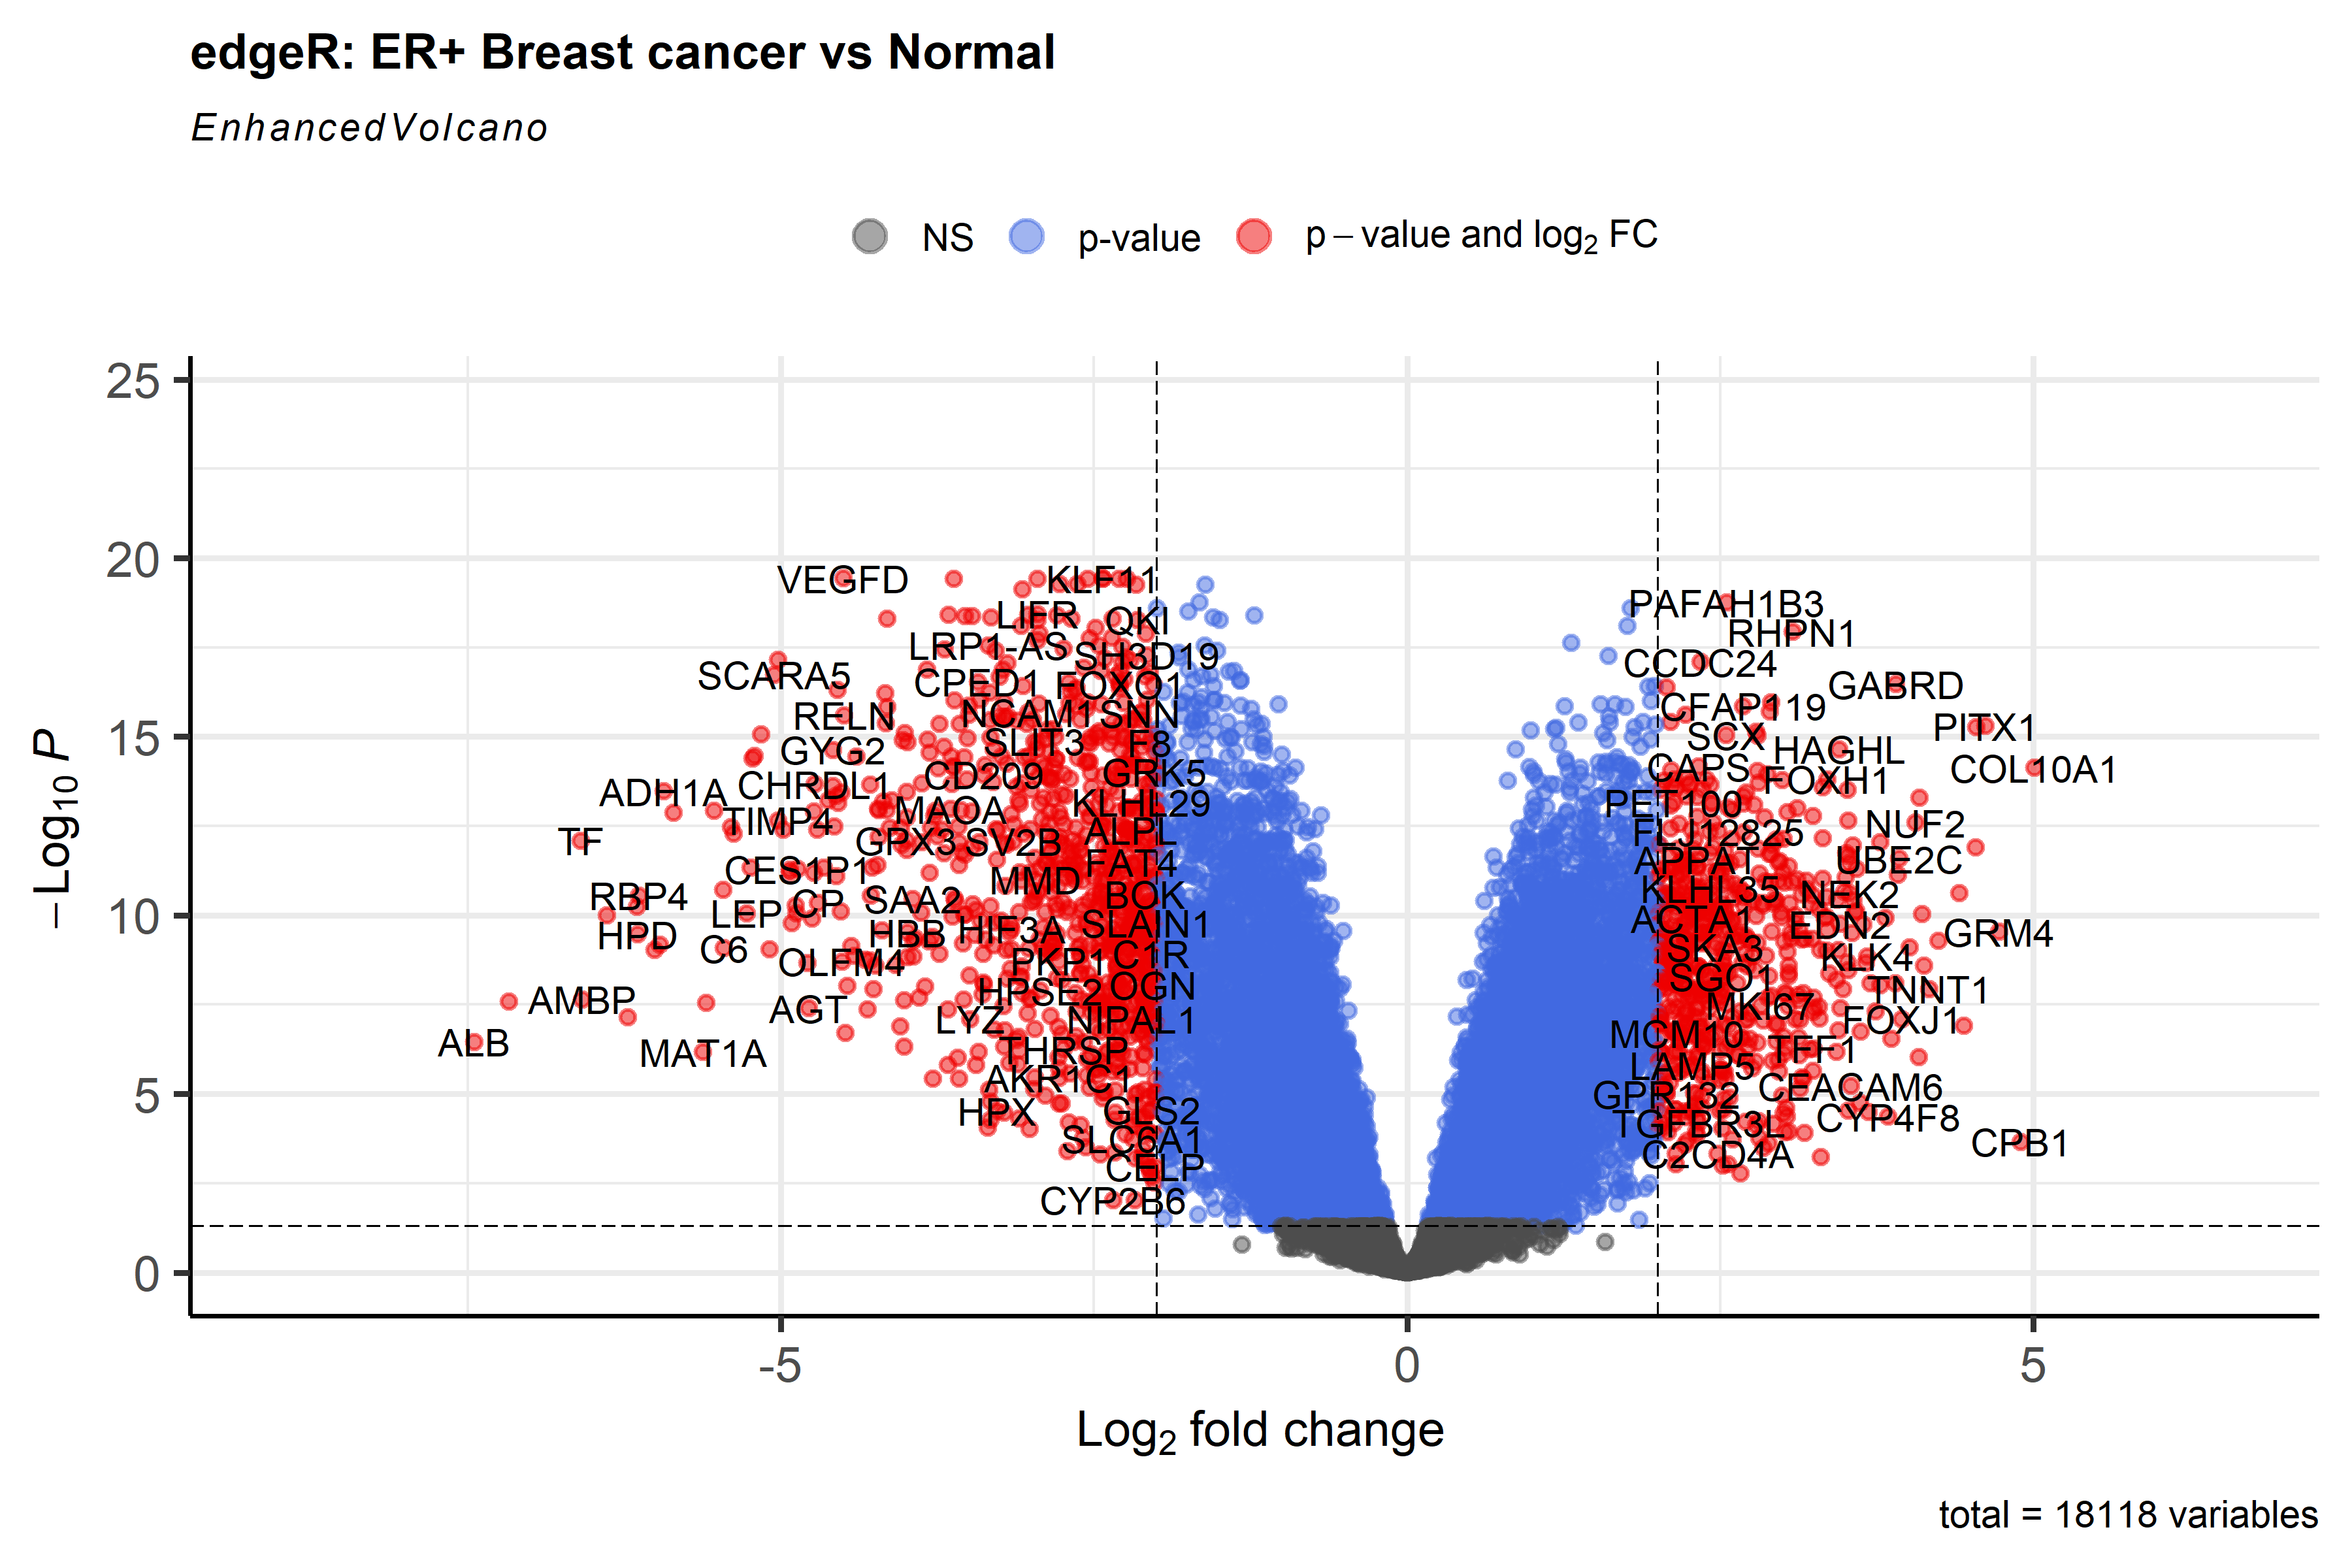 edgeR: ER+ Breast cancer vs Normal
EnhancedVolcano
NS p-value p – value and log2 FC
25
20
15
10
5
0
–Log10 P
VEGFD KLF11
LIFR QKI PAFAH1B3
LRP1-AS SH3D19 RHPN1
SCARA5 CPED1 FOXO1 CCDC24 GABRD
RELN NCAM1 SNN CFAP119 PITX1
GYG2 SLIT3 F8 SCX HAGHL
ADH1A CHRDL1 CD209 GRK5 CAPS FOXH1 COL10A1
TIMP4 MAOA KLHL29 PET100 NUF2
TF GPX3 SV2B ALPL FLJ12825
CES1P1 MMD FAT4 APPAT UBE2C
RBP4 LEP CP SAA2 BOK KLHL35 NEK2
HPD C6 HBB HIF3A SLAIN1 ACTA1 EDN2 GRM4
OLFM4 PKP1 C1R SKA3 KLK4
AMBP AGT HPSE2 OGN SGO1 TNNT1
ALB LYZ NIPAL1 MKI67 FOXJ1
MAT1A THRSP MCM10 TFF1
AKR1C1 LAMP5 CEACAM6
HPX GLS2 GPR132 CYP4F8
SLC6A1 TGFBR3L CPB1
CELP C2CD4A
CYP2B6
-5 0 5
Log2 fold change
total = 18118 variables